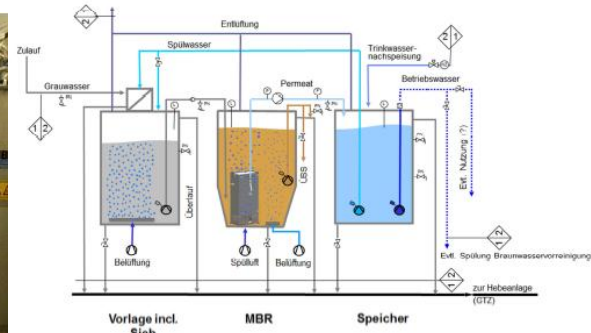 Entlüftung
Zulauf
Spülwasser
Trinkwasser-
nachspeisung
Grauwasser
Permeat
Betriebswasser
Überlauf
ÜSS
Evtl. Nutzung (?)
Belüftung
Spülluft
Belüftung
Evtl. Spülung Braunwasservorreinigung
zur Hebeanlage
(GTZ)
Vorlage incl.
Sieb
MBR
Speicher